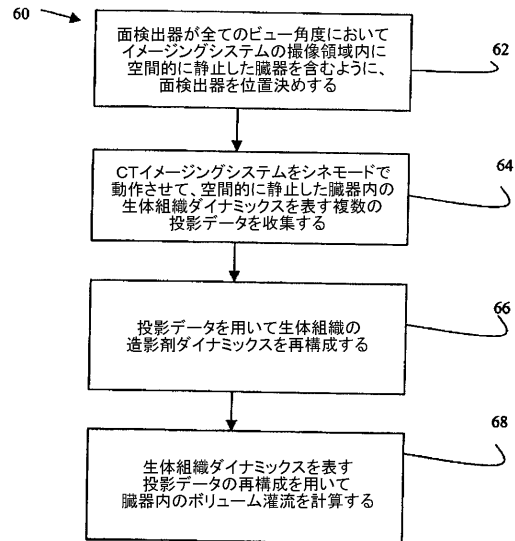 60
面検出器が全てのビュー角度において
イメージングシステムの撮像領域内に
空間的に静止した臓器を含むように、
面検出器を位置決めする
62
CTイメージングシステムをシネモードで
動作させて、空間的に静止した臓器内の
生体組織ダイナミックスを表す複数の
投影データを収集する
64
投影データを用いて生体組織の
造影剤ダイナミックスを再構成する
66
生体組織ダイナミックスを表す
投影データの再構成を用いて
臓器内のボリューム灌流を計算する
68